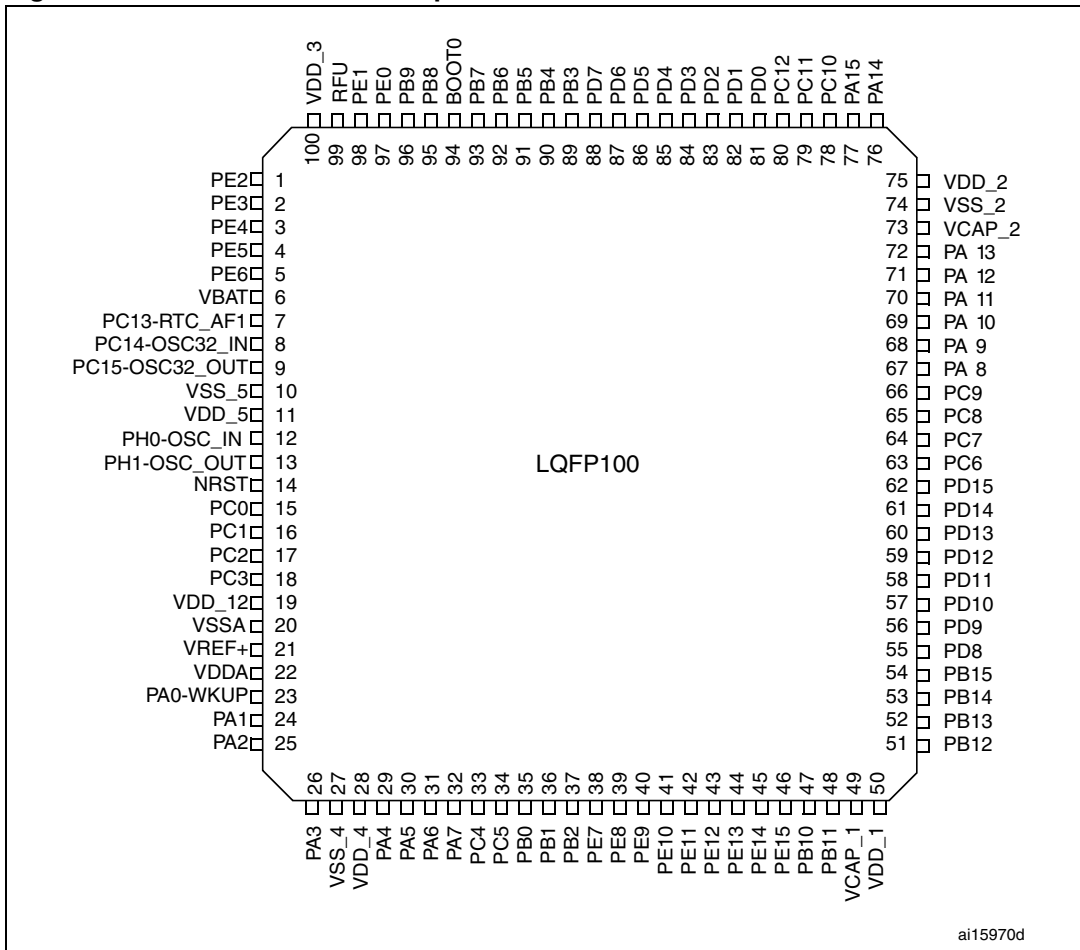 VDD_3
RFU
PE1
PE0
PB9
PB8
BOOT0
PB7
PB6
PB5
PB4
PB3
PD7
PD6
PD5
PD4
PD3
PD2
PD1
PD0
PC12
PC11
PC10
PA15
PA14
100
99
98
97
96
95
94
93
92
91
90
89
88
87
86
85
84
83
82
81
80
79
78
77
76
PE2 1
PE3 2
PE4 3
PE5 4
PE6 5
VBAT 6
PC13-RTC_AF1 7
PC14-OSC32_IN 8
PC15-OSC32_OUT 9
VSS_5 10
VDD_5 11
PH0-OSC_IN 12
PH1-OSC_OUT 13
NRST 14
PC0 15
PC1 16
PC2 17
PC3 18
VDD_12 19
VSSA 20
VREF+ 21
VDDA 22
PA0-WKUP 23
PA1 24
PA2 25
LQFP100
75 VDD_2
74 VSS_2
73 VCAP_2
72 PA 13
71 PA 12
70 PA 11
69 PA 10
68 PA 9
67 PA 8
66 PC9
65 PC8
64 PC7
63 PC6
62 PD15
61 PD14
60 PD13
59 PD12
58 PD11
57 PD10
56 PD9
55 PD8
54 PB15
53 PB14
52 PB13
51 PB12
26
27
28
29
30
31
32
33
34
35
36
37
38
39
40
41
42
43
44
45
46
47
48
49
50
PA3
VSS_4
VDD_4
PA4
PA5
PA6
PA7
PC4
PC5
PB0
PB1
PB2
PE7
PE8
PE9
PE10
PE11
PE12
PE13
PE14
PE15
PB10
PB11
VCAP_1
VDD_1
ai15970d